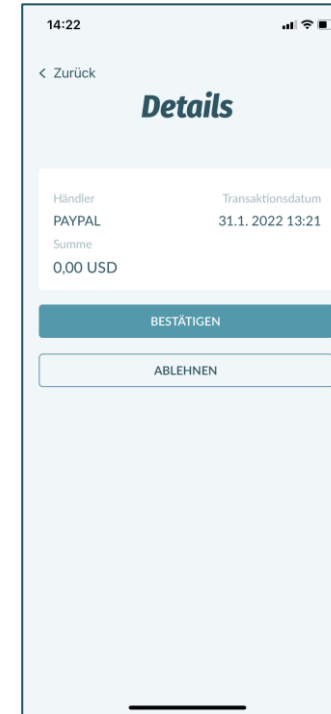 14:22
< Zurück
Details
Händler Transaktionsdatum
PAYPAL 31.1. 2022 13:21
Summe
0,00 USD
BESTÄTIGEN
ABLEHNEN